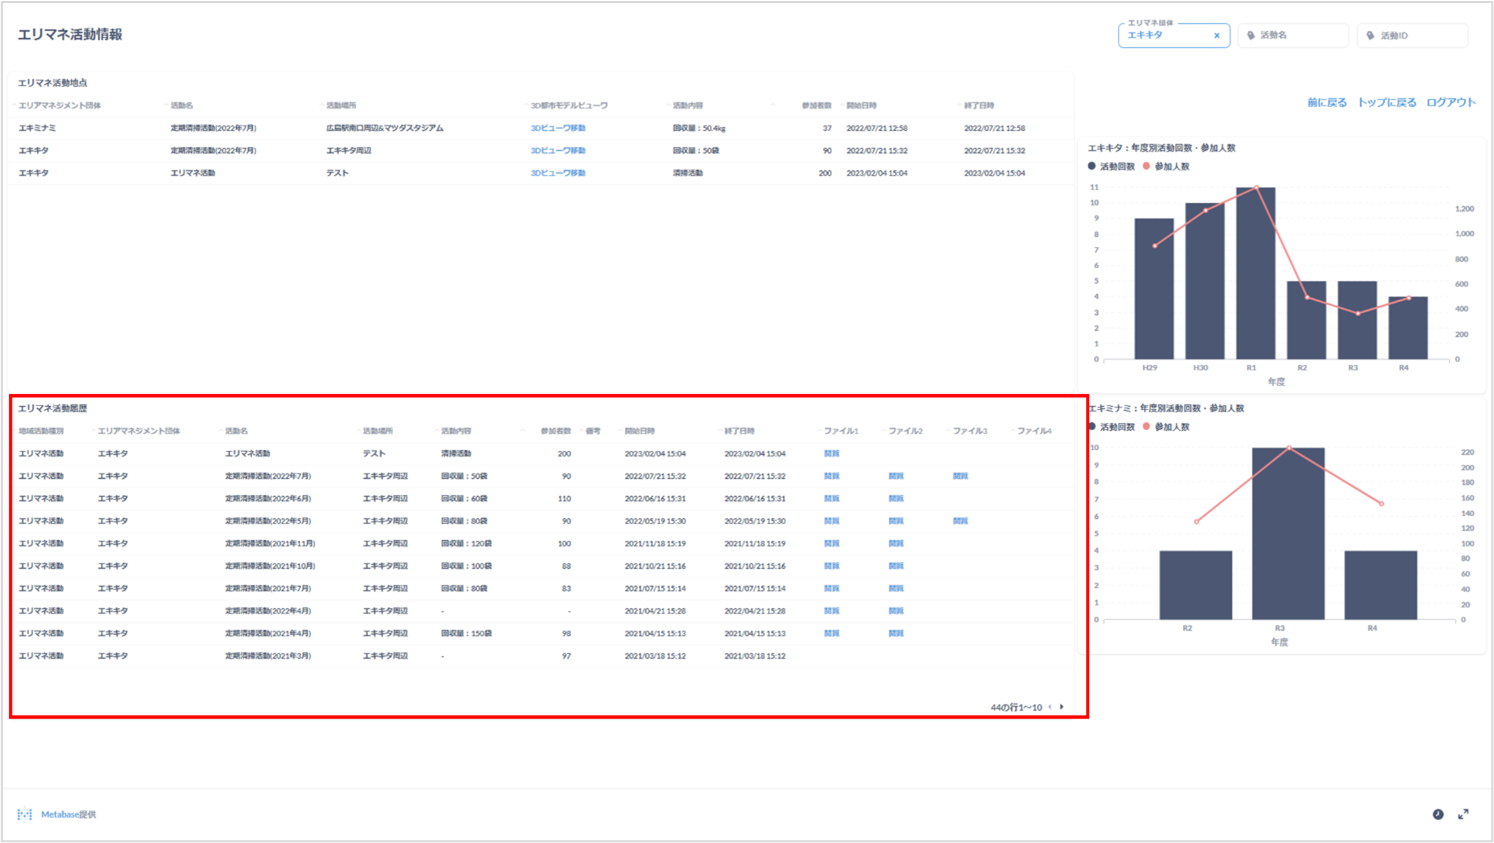 エリマネ活動情報
エリマネ団体
エキキタ x 活動名 活動ID
前に戻る トップに戻る ログアウト
エリマネ活動地点
エリアマネジメント団体 活動名 活動場所 3D都市モデルビューワ 活動内容 参加者数 開始日時 終了日時
エキミナミ 定期清掃活動(2022年7月) 広島駅南口周辺&マツダスタジアム 3Dビューワ移動 回収量：50.4kg 37 2022/07/21 12:58 2022/07/21 12:58
エキキタ 定期清掃活動(2022年7月) エキキタ周辺 3Dビューワ移動 回収量：50袋 90 2022/07/21 15:32 2022/07/21 15:32
エキキタ エリマネ活動 テスト 3Dビューワ移動 清掃活動 200 2023/02/04 15:04 2023/02/04 15:04
エキキタ：年度別活動回数・参加人数
活動回数 参加人数
11
10
9
8
7
6
5
4
3
2
1
0
1,200
1,000
800
600
400
200
0
H29 H30 R1 R2 R3 R4
年度
エリマネ活動履歴
地域活動種別 エリアマネジメント団体 活動名 活動場所 活動内容 参加者数 備考 開始日時 終了日時 ファイル1 ファイル2 ファイル3 ファイル4
エリマネ活動 エキキタ エリマネ活動 テスト 清掃活動 200 2023/02/04 15:04 2023/02/04 15:04 閲覧
エリマネ活動 エキキタ 定期清掃活動(2022年7月) エキキタ周辺 回収量：50袋 90 2022/07/21 15:32 2022/07/21 15:32 閲覧 閲覧 閲覧
エリマネ活動 エキキタ 定期清掃活動(2022年6月) エキキタ周辺 回収量：60袋 110 2022/06/16 15:31 2022/06/16 15:31 閲覧 閲覧
エリマネ活動 エキキタ 定期清掃活動(2022年5月) エキキタ周辺 回収量：80袋 90 2022/05/19 15:30 2022/05/19 15:30 閲覧 閲覧 閲覧
エリマネ活動 エキキタ 定期清掃活動(2021年11月) エキキタ周辺 回収量：120袋 100 2021/11/18 15:19 2021/11/18 15:19 閲覧 閲覧
エリマネ活動 エキキタ 定期清掃活動(2021年10月) エキキタ周辺 回収量：100袋 88 2021/10/21 15:16 2021/10/21 15:16 閲覧 閲覧
エリマネ活動 エキキタ 定期清掃活動(2021年7月) エキキタ周辺 回収量：80袋 83 2021/07/15 15:14 2021/07/15 15:14 閲覧 閲覧
エリマネ活動 エキキタ 定期清掃活動(2022年4月) エキキタ周辺 - - 2021/04/21 15:28 2022/04/21 15:28 閲覧 閲覧
エリマネ活動 エキキタ 定期清掃活動(2021年4月) エキキタ周辺 回収量：150袋 98 2021/04/15 15:13 2021/04/15 15:13 閲覧 閲覧
エリマネ活動 エキキタ 定期清掃活動(2021年3月) エキキタ周辺 - 97 2021/03/18 15:12 2021/03/18 15:12
44の行1～10
エキミナミ：年度別活動回数・参加人数
活動回数 参加人数
10
9
8
7
6
5
4
3
2
1
0
220
200
180
160
140
120
100
80
60
40
20
0
R2 R3 R4
年度
Metabase提供